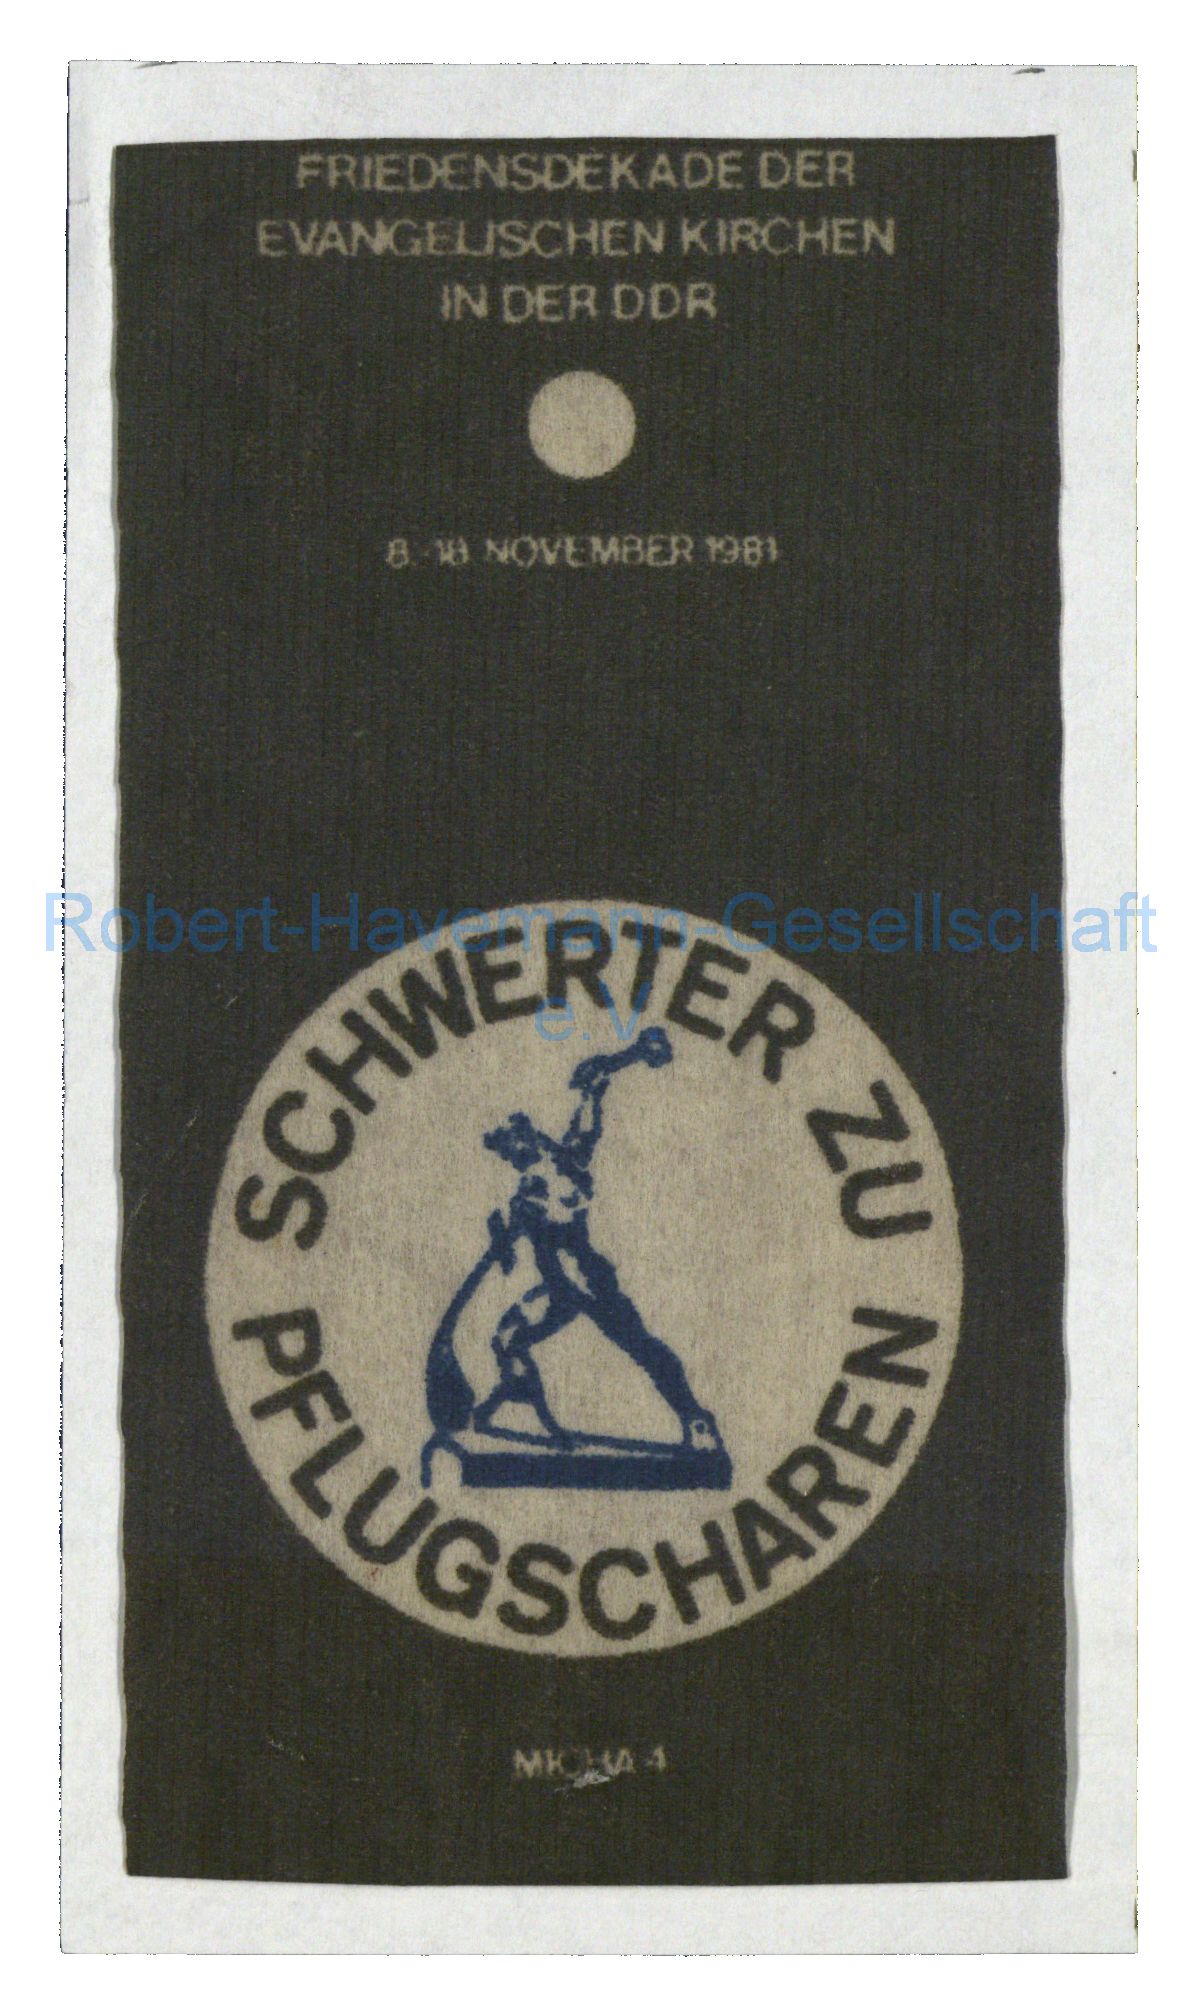 FRIEDENSDEKADE DER
EVANGELISCHEN KIRCHEN
IN DER DDR
8.-18. NOVEMBER 1981
Robert-Havemann-Gesellschaft
e.V.
SCHWERTER ZU
PFLUGSCHAREN
MICHA 4